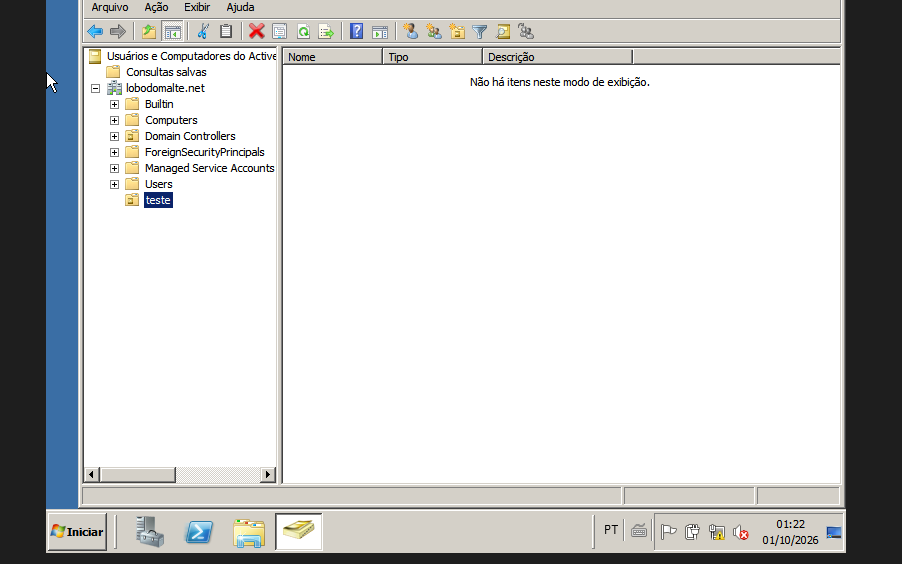 Arquivo Ação Exibir Ajuda
Usuários e Computadores do Active
Nome Tipo Descrição
Consultas salvas
Não há itens neste modo de exibição.
lobodomalte.net
Builtin
Computers
Domain Controllers
ForeignSecurityPrincipals
Managed Service Accounts
Users
teste
Iniciar
PT
01:22
01/10/2026